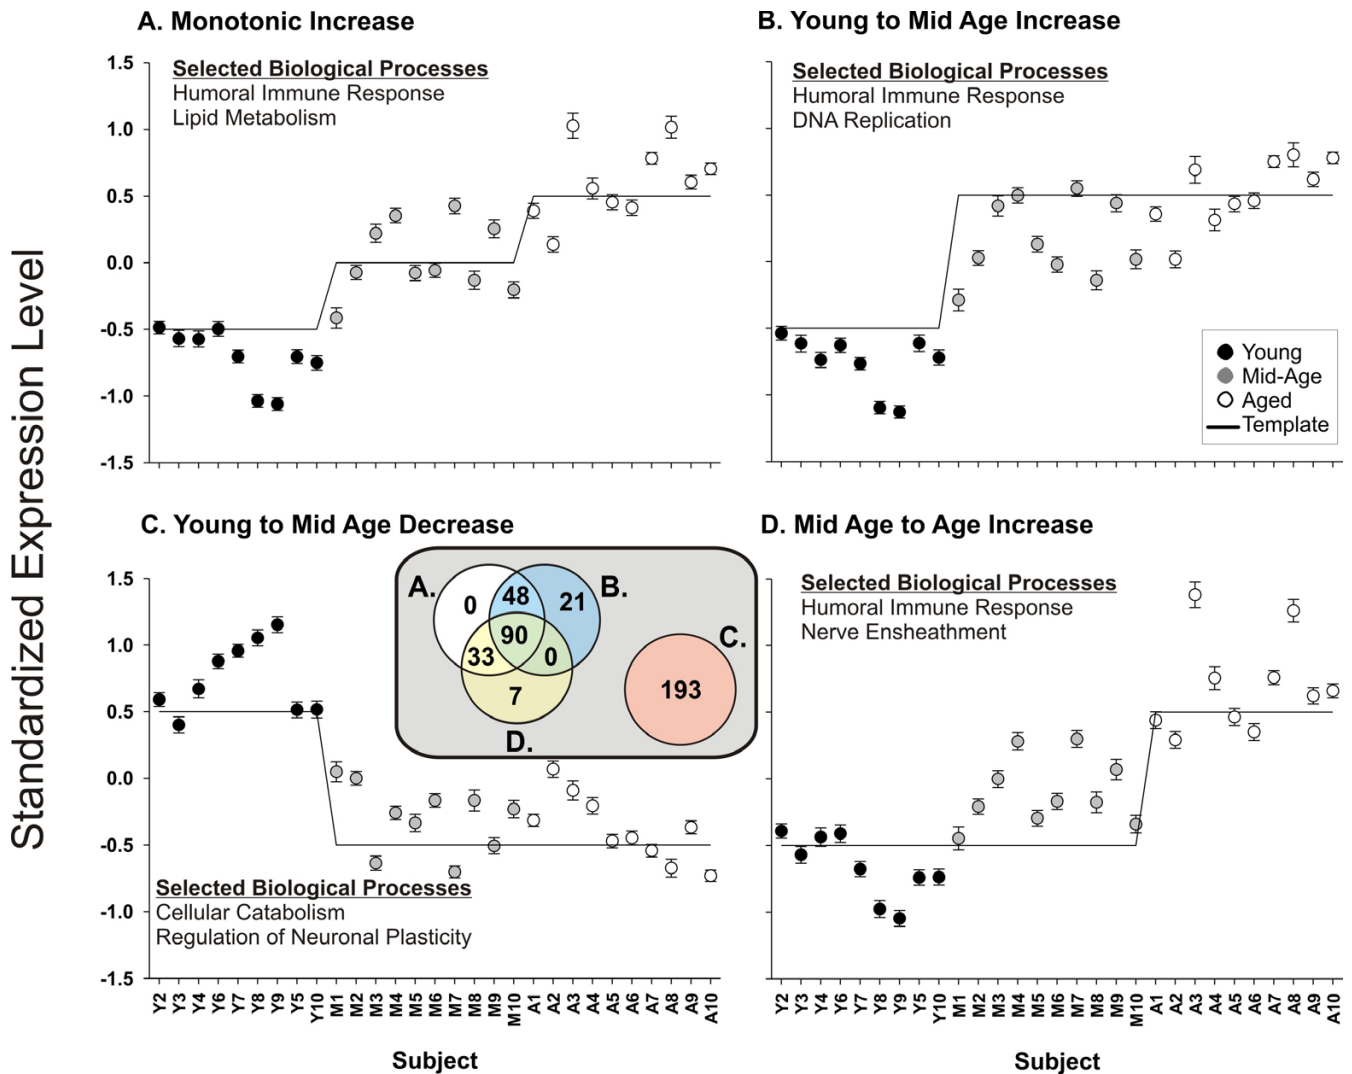 Standardized Expression Level
A. Monotonic Increase
Selected Biological Processes
Humoral Immune Response
Lipid Metabolism
1.5
1.0
0.5
0.0
-0.5
-1.0
-1.5
B. Young to Mid Age Increase
Selected Biological Processes
Humoral Immune Response
DNA Replication
Young
Mid-Age
Aged
Template
C. Young to Mid Age Decrease
1.5
1.0
0.5
0.0
-0.5
-1.0
-1.5
A.
0
48
21
B.
90
33
0
7
D.
C.
193
Selected Biological Processes
Cellular Catabolism
Regulation of Neuronal Plasticity
Y2 Y3 Y4 Y6 Y7 Y8 Y9 Y5 Y10 M1 M2 M3 M4 M5 M6 M7 M8 M9 M10 A1 A2 A3 A4 A5 A6 A7 A8 A9 A10
Subject
D. Mid Age to Age Increase
Selected Biological Processes
Humoral Immune Response
Nerve Ensheathment
Y2 Y3 Y4 Y6 Y7 Y8 Y9 Y5 Y10 M1 M2 M3 M4 M5 M6 M7 M8 M9 M10 A1 A2 A3 A4 A5 A6 A7 A8 A9 A10
Subject